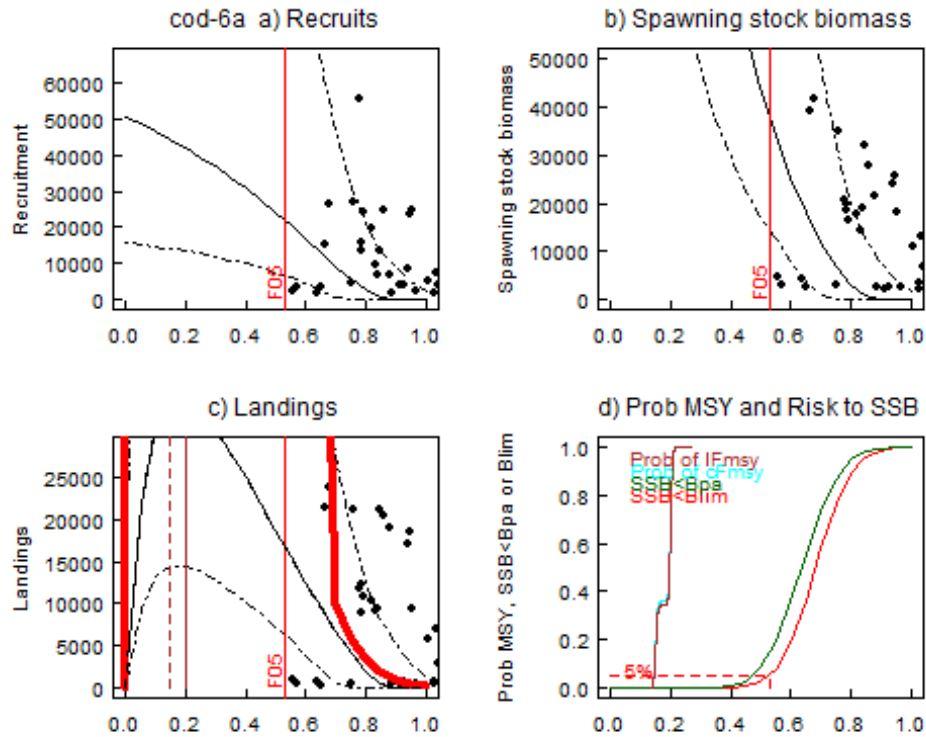 cod-6a a) Recruits
Recruitment
60000
50000
40000
30000
20000
10000
0
F05
0.0 0.2 0.4 0.6 0.8 1.0
b) Spawning stock biomass
Spawning stock biomass
50000
40000
30000
20000
10000
0
F05
0.0 0.2 0.4 0.6 0.8 1.0
c) Landings
Landings
25000
20000
15000
10000
5000
0
F05
0.0 0.2 0.4 0.6 0.8 1.0
d) Prob MSY and Risk to SSB
Prob MSY, SSB<Bpa or Blim
1.0
0.8
0.6
0.4
0.2
0.0
Prob of lFmsy
Prob of cFmsy
SSB<Bpa
SSB<Blim
5%
0.0 0.2 0.4 0.6 0.8 1.0